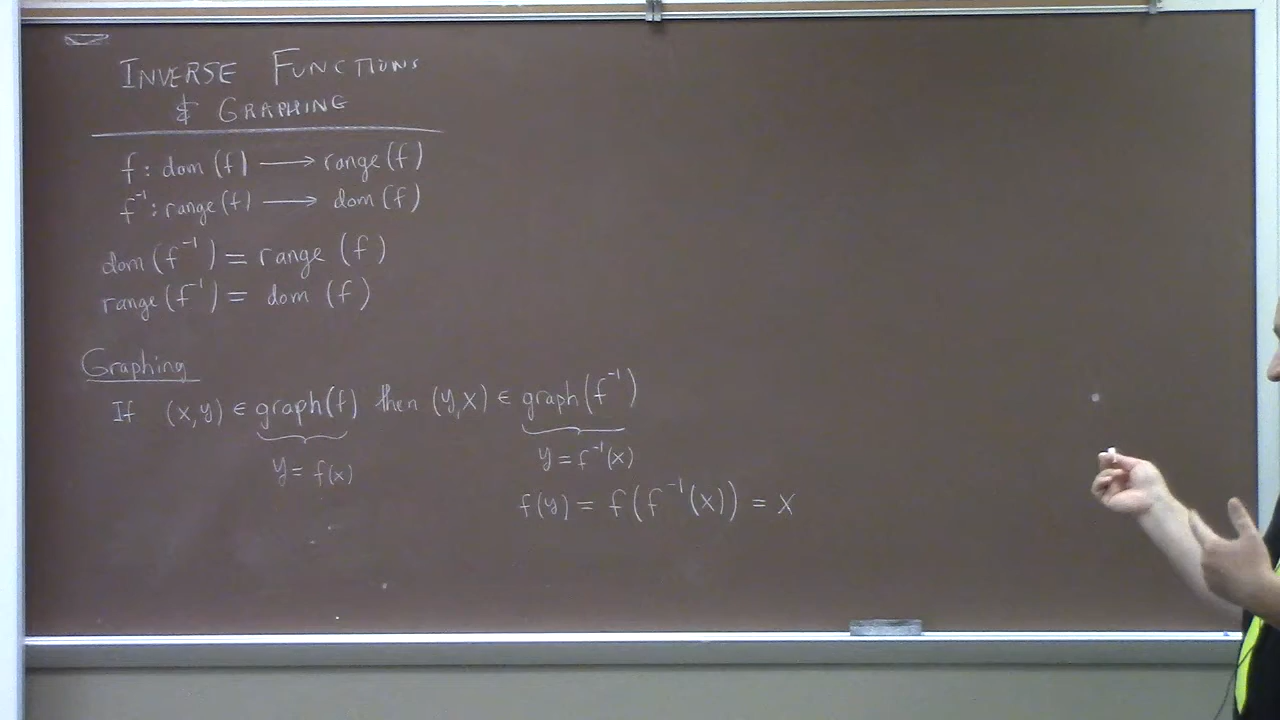 INVERSE FUNCTIONS
& GRAPHING
f: dom(f) ⟶ range(f)
f⁻¹: range(f) ⟶ dom(f)
dom(f⁻¹) = range(f)
range(f⁻¹) = dom(f)
Graphing
If (x,y) ∈ graph(f) then (y,x) ∈ graph(f⁻¹)
y = f(x) y = f⁻¹(x)
f(y) = f(f⁻¹(x)) = x